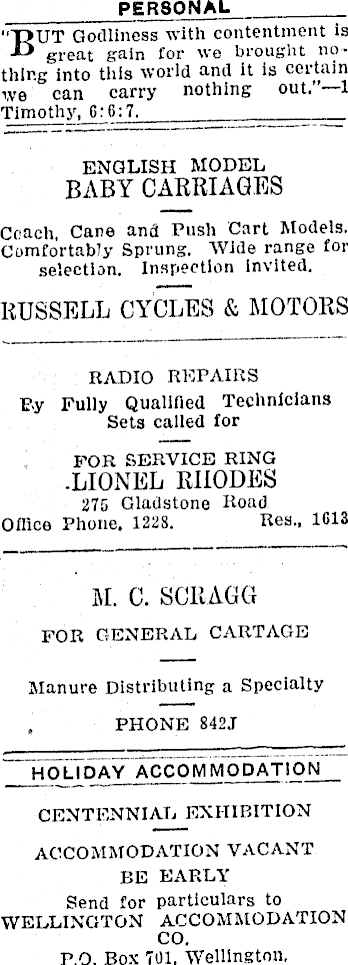 PERSONAL
"BUT Godliness with contentment is
great gain for we brought no-
thing into this world and it is certain
we can carry nothing out."—1
Timothy, 6:6:7.
ENGLISH MODEL
BABY CARRIAGES
Coach, Cane and Push Cart Models.
Comfortably Sprung. Wide range for
selection. Inspection Invited.
RUSSELL CYCLES & MOTORS
RADIO REPAIRS
By Fully Qualified Technicians
Sets called for
FOR SERVICE RING
LIONEL RHODES
275 Gladstone Road
Office Phone, 1228. Res., 1613
M. C. SCRAGG
FOR GENERAL CARTAGE
Manure Distributing a Specialty
PHONE 842J
HOLIDAY ACCOMMODATION
CENTENNIAL EXHIBITION
ACCOMMODATION VACANT
BE EARLY
Send for particulars to
WELLINGTON ACCOMMODATION
CO.
P.O. Box 701, Wellington.